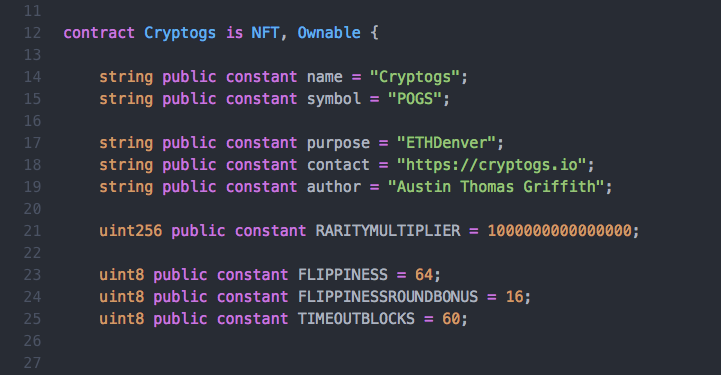 11
12 contract Cryptogs is NFT, Ownable {
13
14 string public constant name = "Cryptogs";
15 string public constant symbol = "POGS";
16
17 string public constant purpose = "ETHDenver";
18 string public constant contact = "https://cryptogs.io";
19 string public constant author = "Austin Thomas Griffith";
20
21 uint256 public constant RARITYMULTIPLIER = 1000000000000000;
22
23 uint8 public constant FLIPPINESS = 64;
24 uint8 public constant FLIPPINESSROUNDBONUS = 16;
25 uint8 public constant TIMEOUTBLOCKS = 60;
26
27